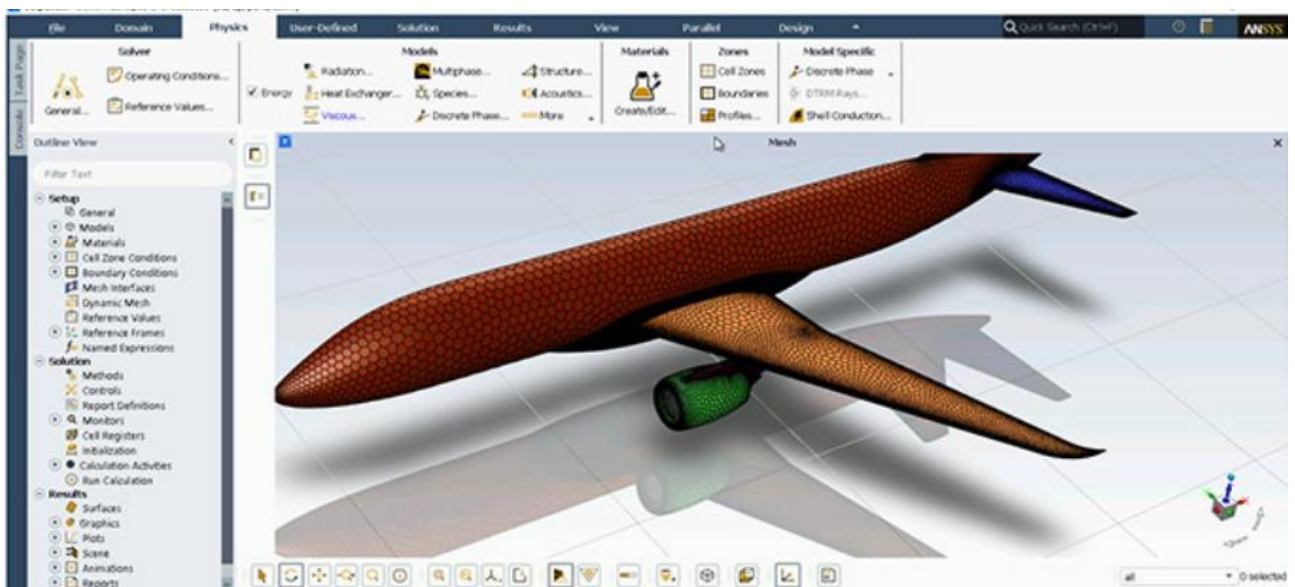 File Domain Physics User-Defined Solution Results View Parallel Design Quick Search (Ctrl+F) ANSYS
Task Page
Console
Solver
General...
Operating Conditions...
Reference Values...
Models
Energy
Radiation...
Heat Exchanger...
Viscous...
Multiphase...
Species...
Discrete Phase...
Structure...
Acoustics...
More
Materials
Create/Edit...
Zones
Cell Zones
Boundaries
Profiles...
Model Specific
Discrete Phase
DTRM Rays...
Shell Conduction...
Outline View
Filter Text
Setup
General
Models
Materials
Cell Zone Conditions
Boundary Conditions
Mesh Interfaces
Dynamic Mesh
Reference Values
Reference Frames
Named Expressions
Solution
Methods
Controls
Report Definitions
Monitors
Cell Registers
Initialization
Calculation Activities
Run Calculation
Results
Surfaces
Graphics
Plots
Scene
Animations
Reports
Mesh
all
0 selected